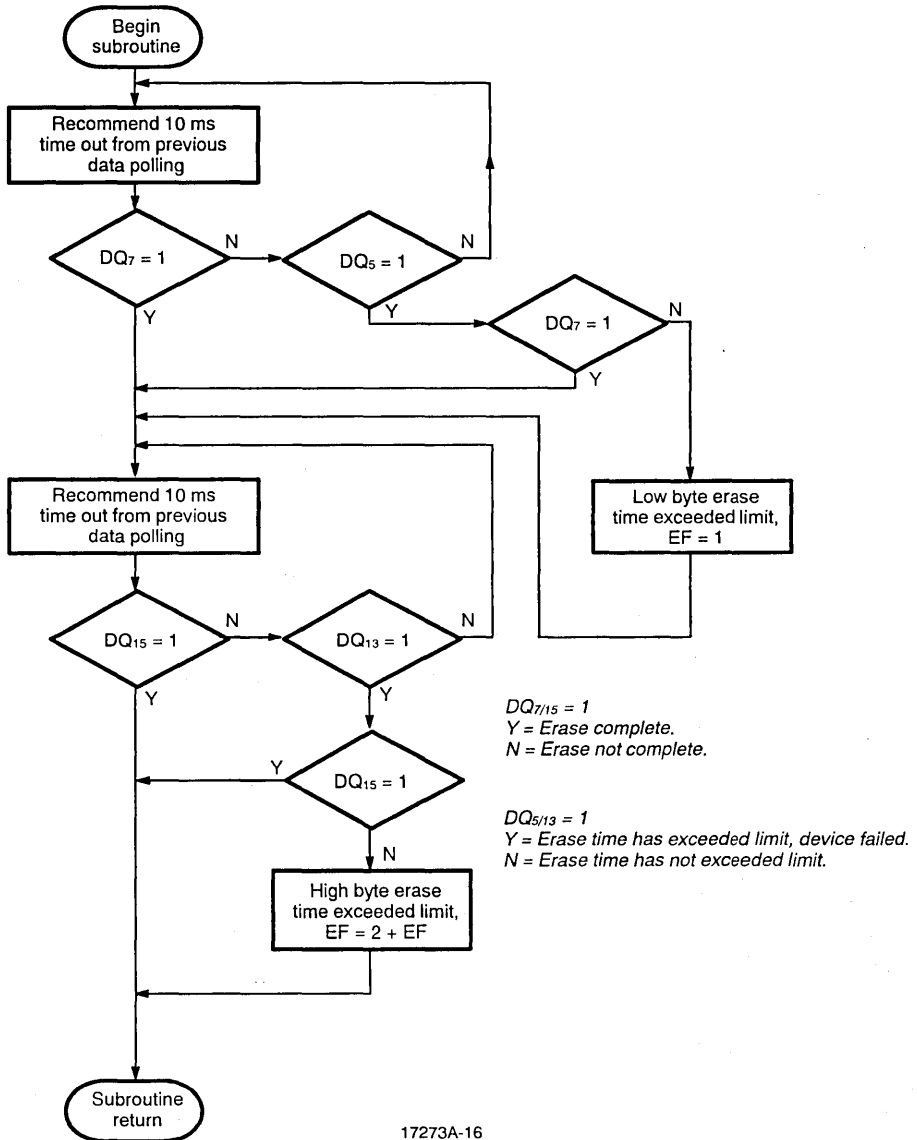 Begin
subroutine
Recommend 10 ms
time out from previous
data polling
DQ7 = 1
N
Y
DQ5 = 1
N
Y
DQ7 = 1
N
Y
Low byte erase
time exceeded limit,
EF = 1
Recommend 10 ms
time out from previous
data polling
DQ15 = 1
N
Y
DQ13 = 1
N
Y
DQ15 = 1
Y
N
High byte erase
time exceeded limit,
EF = 2 + EF
DQ7/15 = 1
Y = Erase complete.
N = Erase not complete.
DQ5/13 = 1
Y = Erase time has exceeded limit, device failed.
N = Erase time has not exceeded limit.
Subroutine
return
17273A-16